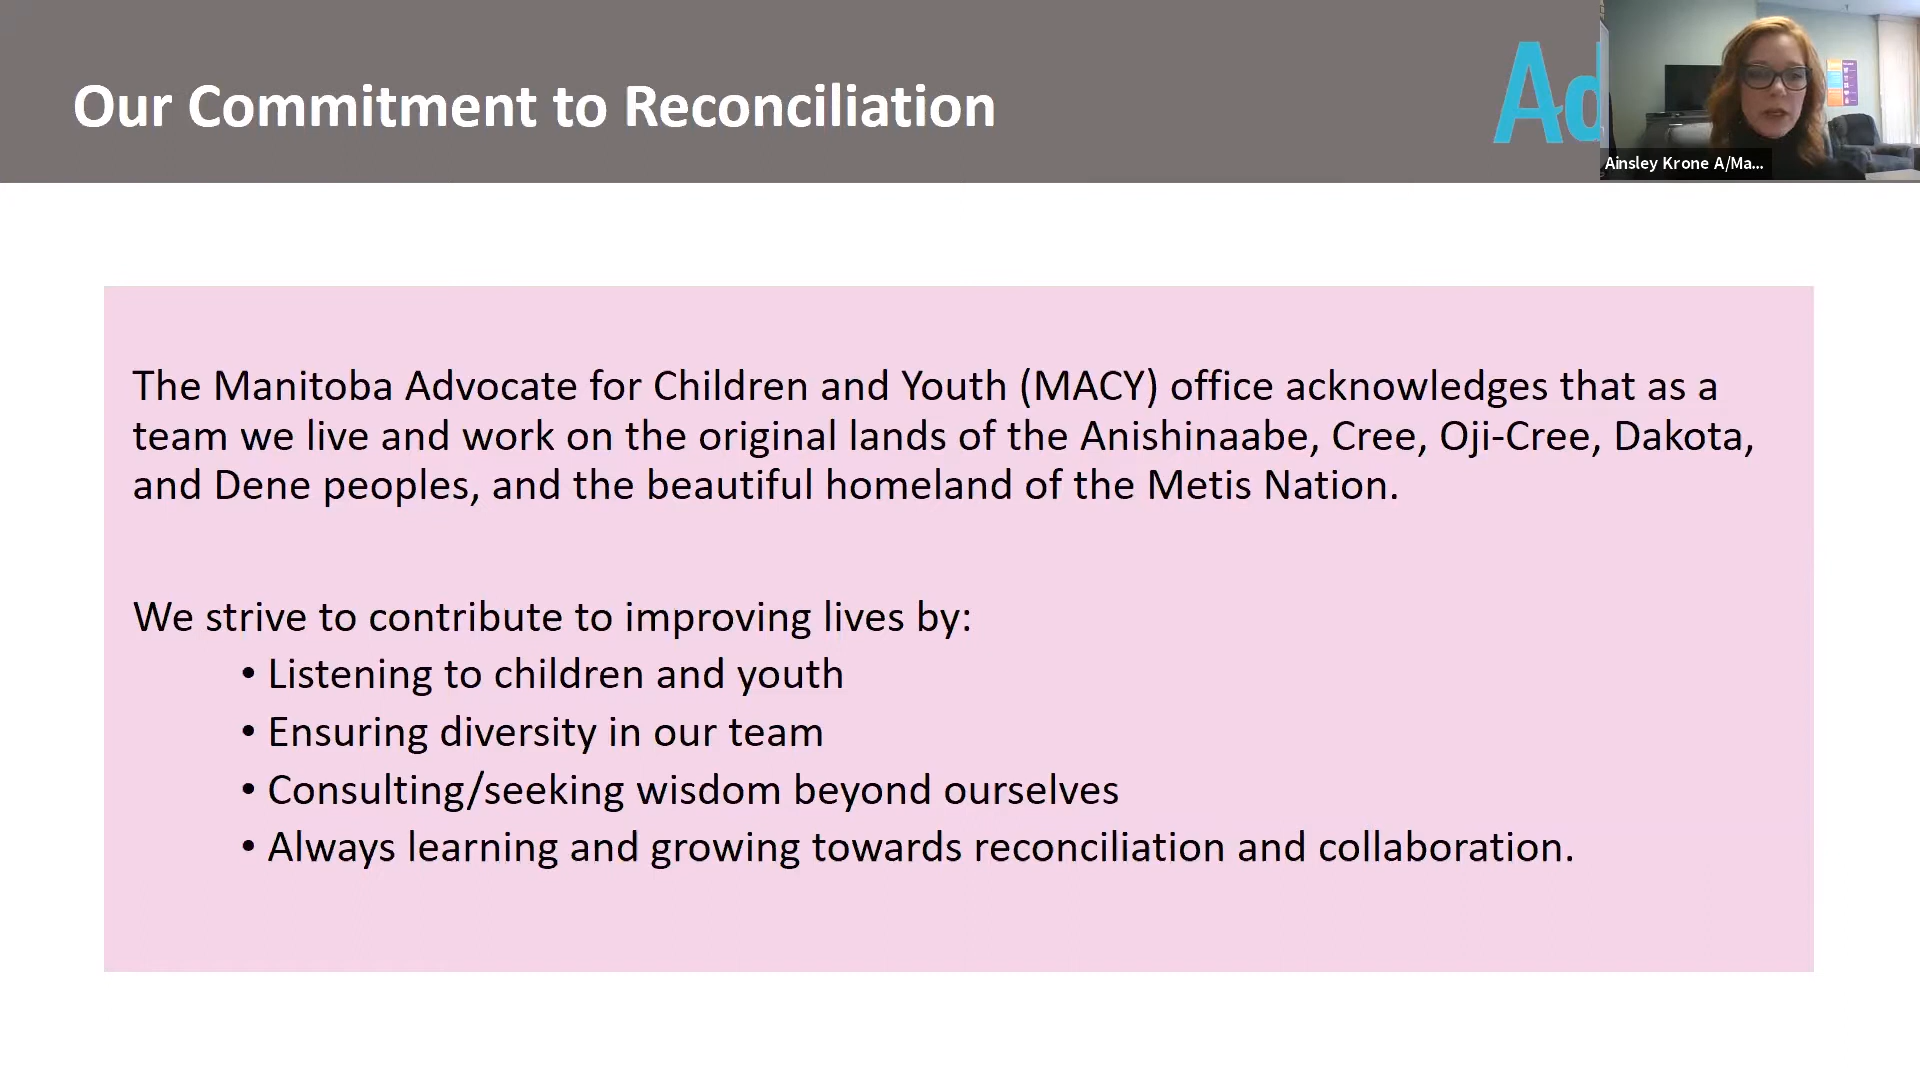 Our Commitment to Reconciliation
Ad
Ainsley Krone A/Ma...
The Manitoba Advocate for Children and Youth (MACY) office acknowledges that as a
team we live and work on the original lands of the Anishinaabe, Cree, Oji-Cree, Dakota,
and Dene peoples, and the beautiful homeland of the Metis Nation.
We strive to contribute to improving lives by:
• Listening to children and youth
• Ensuring diversity in our team
• Consulting/seeking wisdom beyond ourselves
• Always learning and growing towards reconciliation and collaboration.